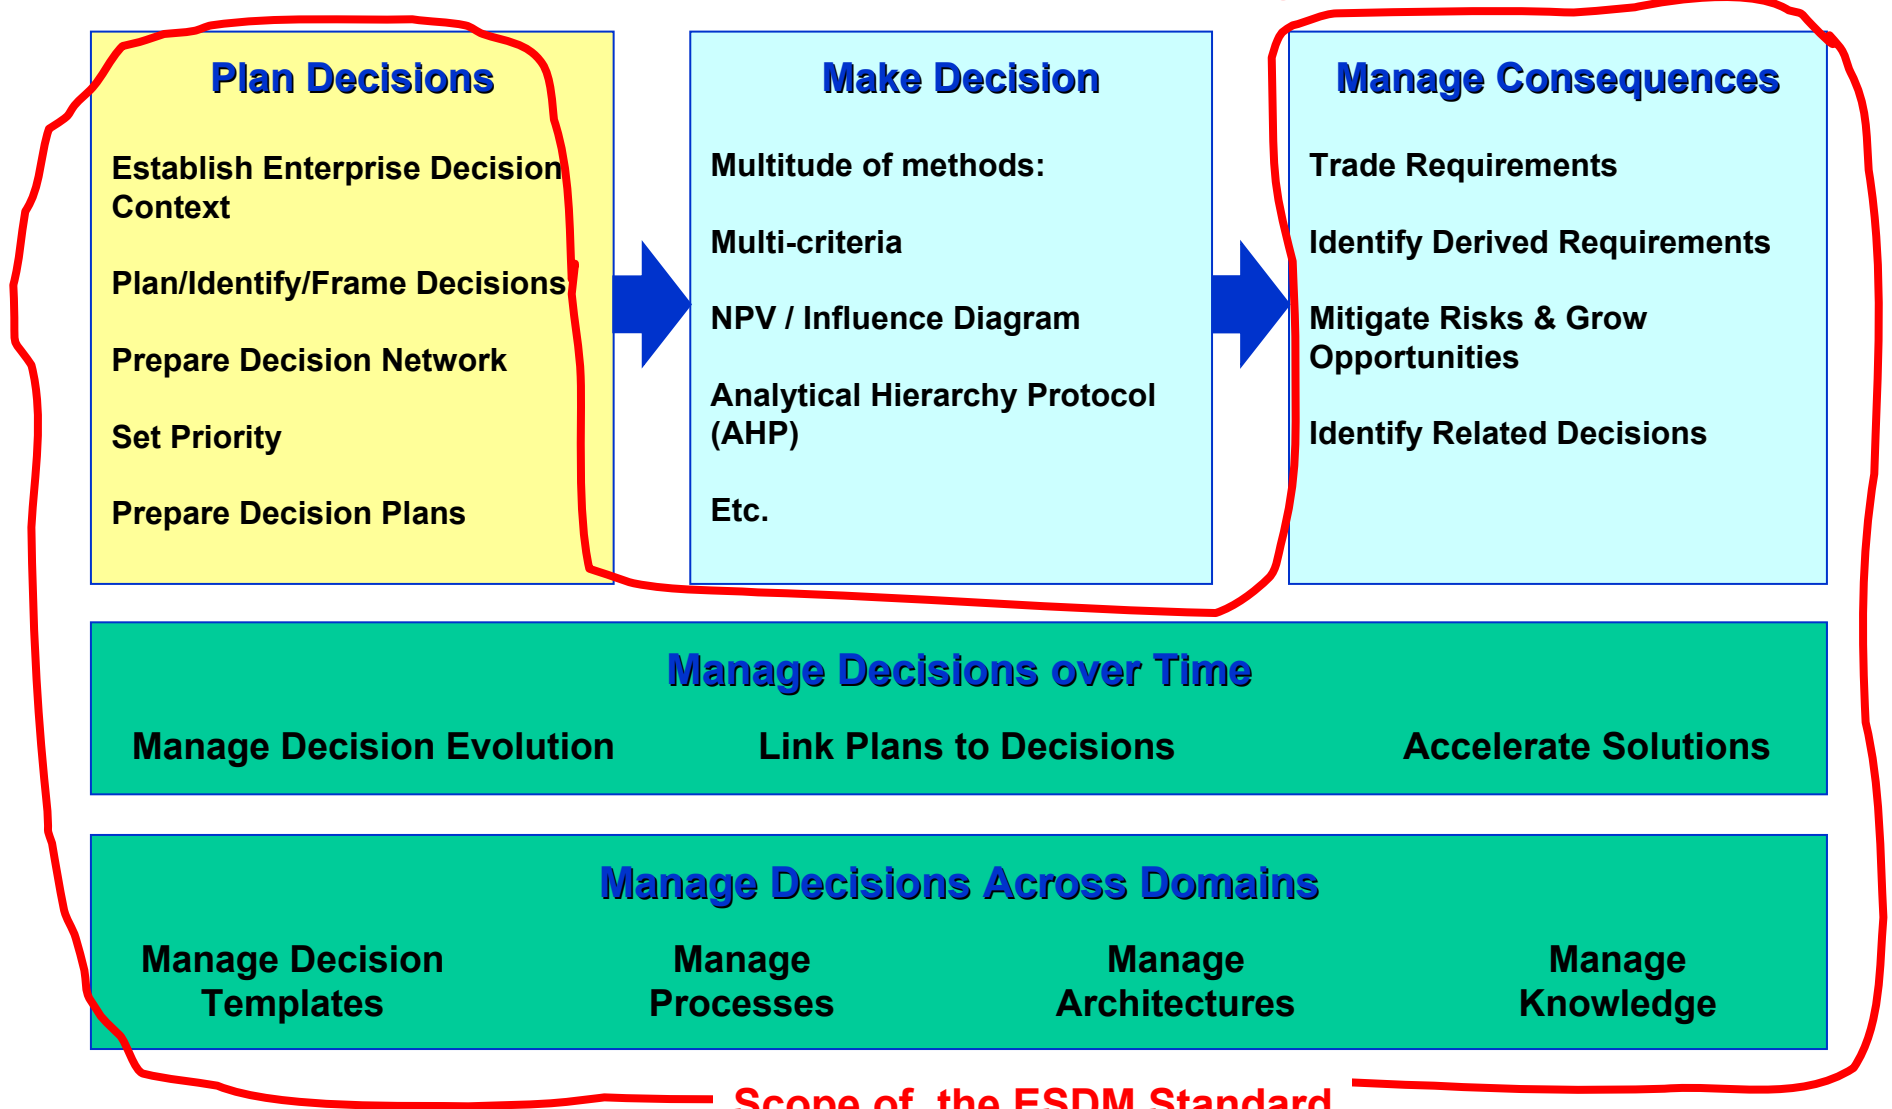 Plan Decisions
Establish Enterprise Decision
Context
Plan/Identify/Frame Decisions
Prepare Decision Network
Set Priority
Prepare Decision Plans
Make Decision
Multitude of methods:
Multi-criteria
NPV / Influence Diagram
Analytical Hierarchy Protocol
(AHP)
Etc.
Manage Consequences
Trade Requirements
Identify Derived Requirements
Mitigate Risks & Grow
Opportunities
Identify Related Decisions
Manage Decisions over Time
Manage Decision Evolution
Link Plans to Decisions
Accelerate Solutions
Manage Decisions Across Domains
Manage Decision
Templates
Manage
Processes
Manage
Architectures
Manage
Knowledge
Scope of the ESDM Standard